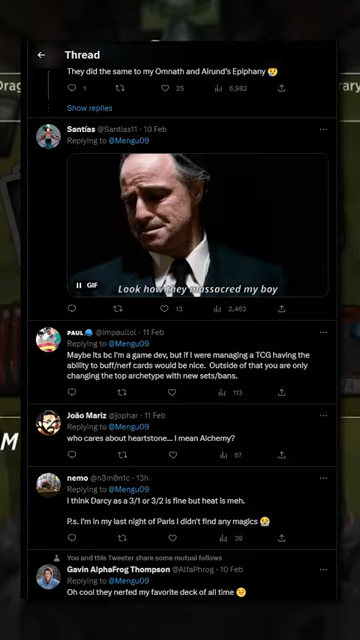 Thread
They did the same to my Omnath and Alrund's Epiphany 😢
1 25 6,982
Show replies
Santías @Santias11 · 10 Feb
Replying to @Mengu09
GIF
Look how they massacred my boy
13 2,462
PAUL @Impaullol · 11 Feb
Replying to @Mengu09
Maybe its bc I'm a game dev, but if I were managing a TCG having the
ability to buff/nerf cards would be nice. Outside of that you are only
changing the top archetype with new sets/bans.
113
João Mariz @jophar · 11 Feb
Replying to @Mengu09
who cares about heartstone... I mean Alchemy?
67
nemo @n3m0n1c · 13h
Replying to @Mengu09
I think Darcy as a 3/1 or 3/2 is fine but heat is meh.
P.s. I'm in my last night of Paris I didn't find any magics 😭
39
You and this Tweeter share some mutual follows
Gavin AlphaFrog Thompson @AlfaPhrog · 10 Feb
Replying to @Mengu09
Oh cool they nerfed my favorite deck of all time 🥲